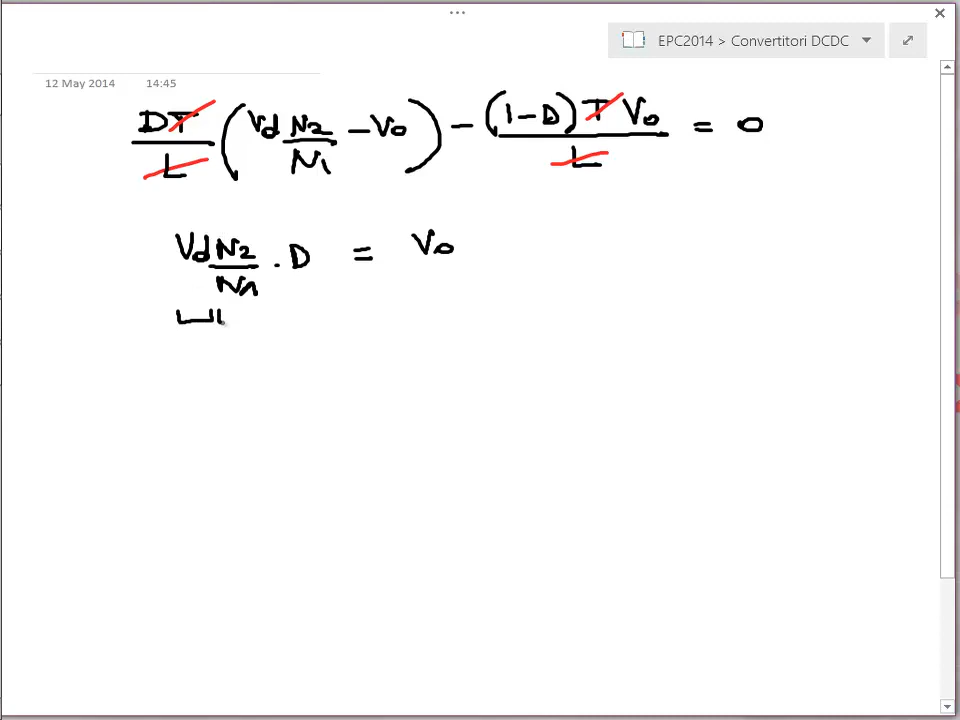 EPC2014 > Convertitori DCDC
12 May 2014 14:45
DT/L (Vd N2/N1 - Vo) - (1-D)T Vo/L = 0
Vd N2/N1 . D = Vo